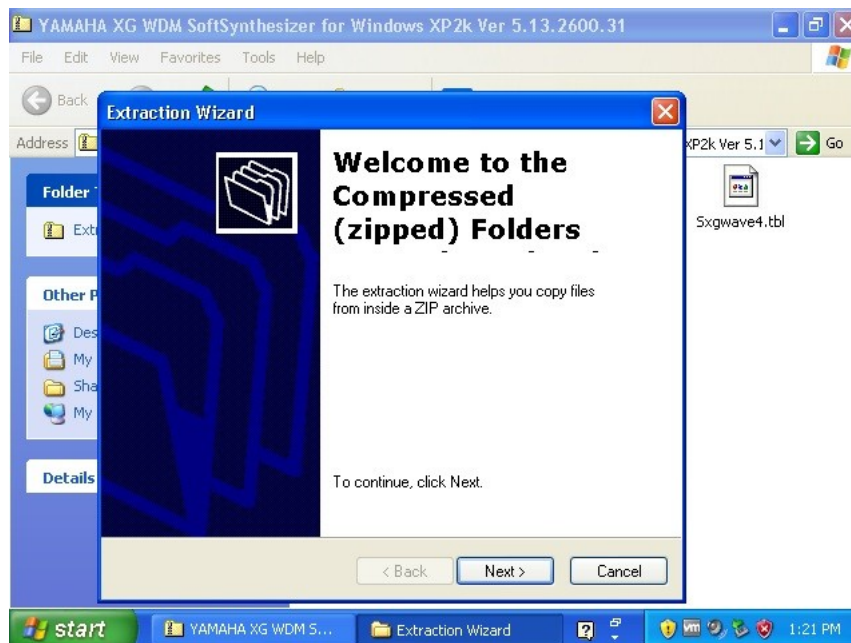 YAMAHA XG WDM SoftSynthesizer for Windows XP2k Ver 5.13.2600.31
File Edit View Favorites Tools Help
Back
Extraction Wizard
Address
XP2k Ver 5.1
Go
Welcome to the
Compressed
(zipped) Folders
Folder
Extr
Sxgwave4.tbl
The extraction wizard helps you copy files
from inside a ZIP archive.
Other P
Des
My
Sha
My
To continue, click Next.
Details
< Back
Next >
Cancel
start
YAMAHA XG WDM S...
Extraction Wizard
1:21 PM